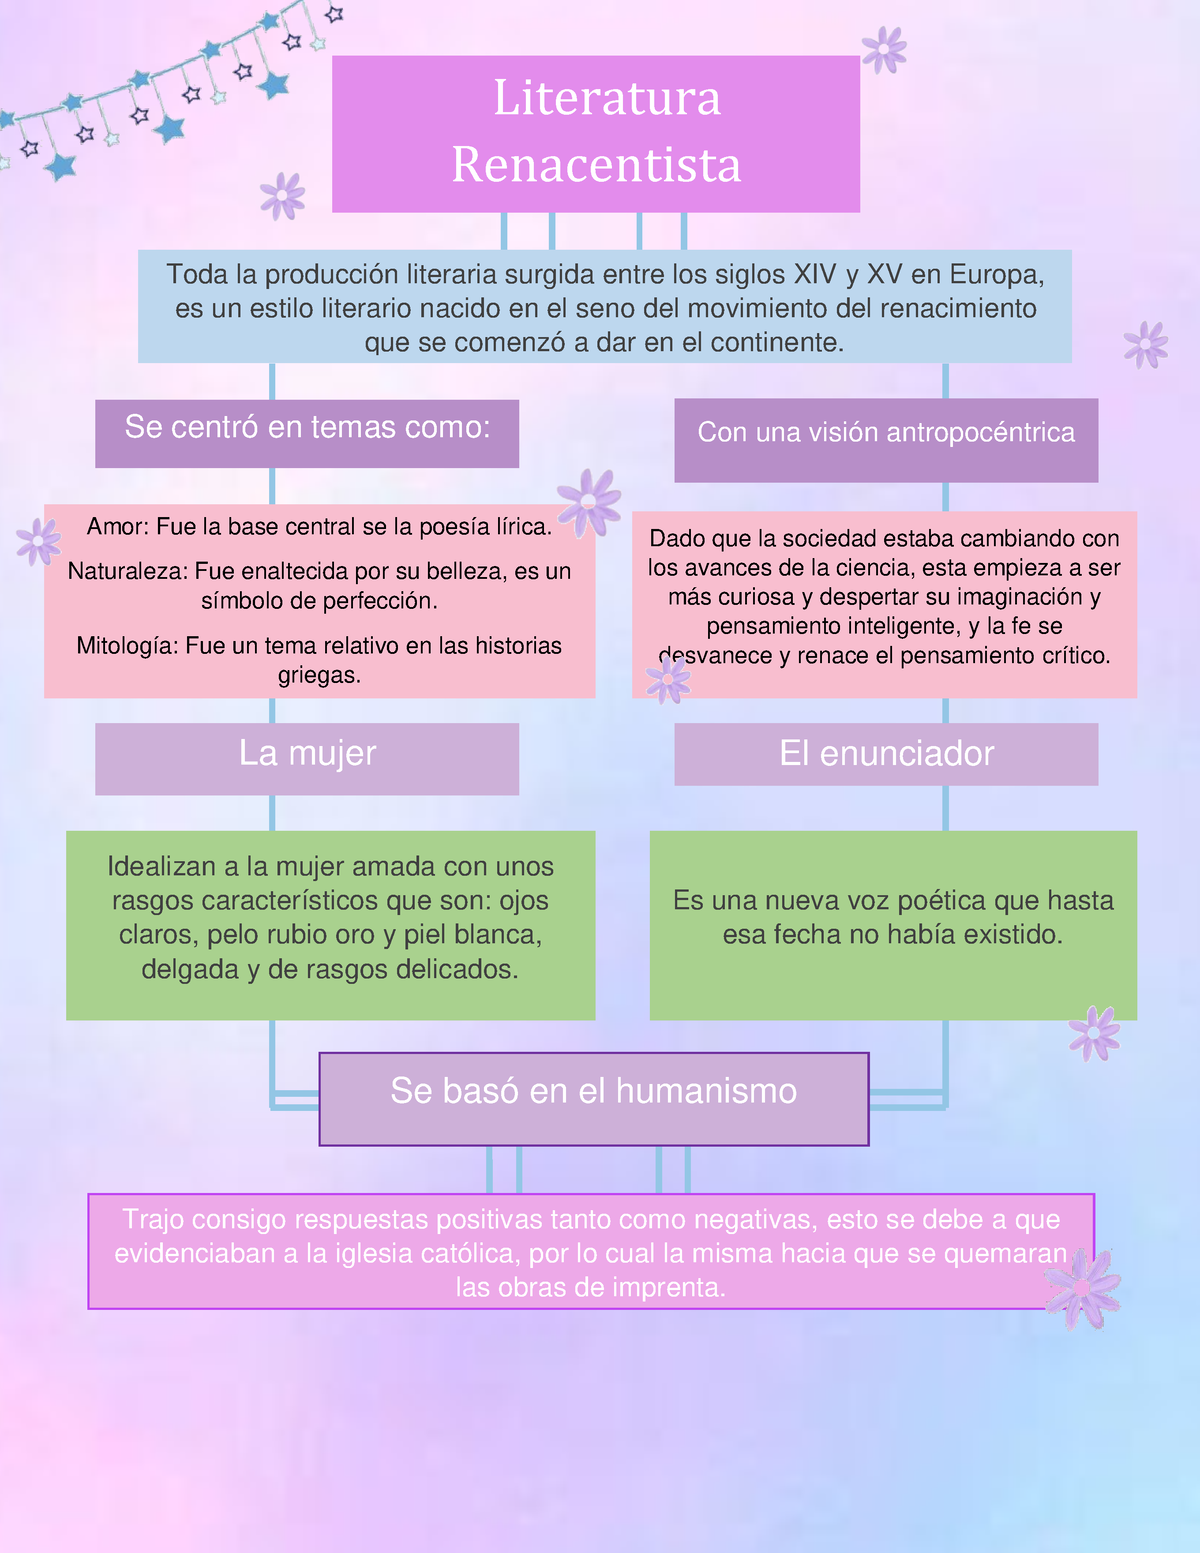 Literatura
Renacentista
Toda la producción literaria surgida entre los siglos XIV y XV en Europa,
es un estilo literario nacido en el seno del movimiento del renacimiento
que se comenzó a dar en el continente.
Se centró en temas como:
Amor: Fue la base central se la poesía lírica.
Naturaleza: Fue enaltecida por su belleza, es un
símbolo de perfección.
Mitología: Fue un tema relativo en las historias
griegas.
La mujer
Idealizan a la mujer amada con unos
rasgos característicos que son: ojos
claros, pelo rubio oro y piel blanca,
delgada y de rasgos delicados.
Con una visión antropocéntrica
Dado que la sociedad estaba cambiando con
los avances de la ciencia, esta empieza a ser
más curiosa y despertar su imaginación y
pensamiento inteligente, y la fe se
desvanece y renace el pensamiento crítico.
El enunciador
Es una nueva voz poética que hasta
esa fecha no había existido.
Se basó en el humanismo
Trajo consigo respuestas positivas tanto como negativas, esto se debe a que
evidenciaban a la iglesia católica, por lo cual la misma hacia que se quemaran
las obras de imprenta.